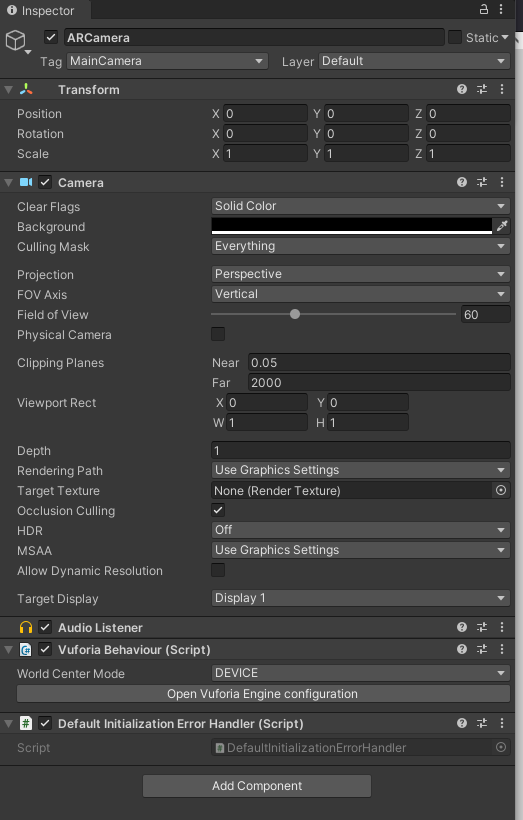 Inspector
ARCamera Static
Tag MainCamera Layer Default
Transform
Position X 0 Y 0 Z 0
Rotation X 0 Y 0 Z 0
Scale X 1 Y 1 Z 1
Camera
Clear Flags Solid Color
Background
Culling Mask Everything
Projection Perspective
FOV Axis Vertical
Field of View 60
Physical Camera
Clipping Planes Near 0.05
Far 2000
Viewport Rect X 0 Y 0
W 1 H 1
Depth 1
Rendering Path Use Graphics Settings
Target Texture None (Render Texture)
Occlusion Culling
HDR Off
MSAA Use Graphics Settings
Allow Dynamic Resolution
Target Display Display 1
Audio Listener
Vuforia Behaviour (Script)
World Center Mode DEVICE
Open Vuforia Engine configuration
# Default Initialization Error Handler (Script)
Script # DefaultInitializationErrorHandler
Add Component